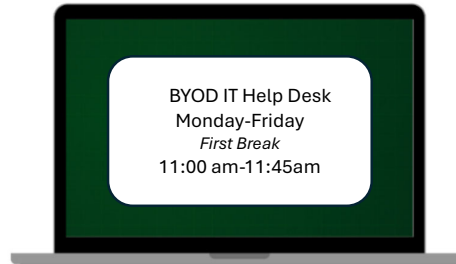 BYOD IT Help Desk
Monday-Friday
First Break
11:00 am-11:45am